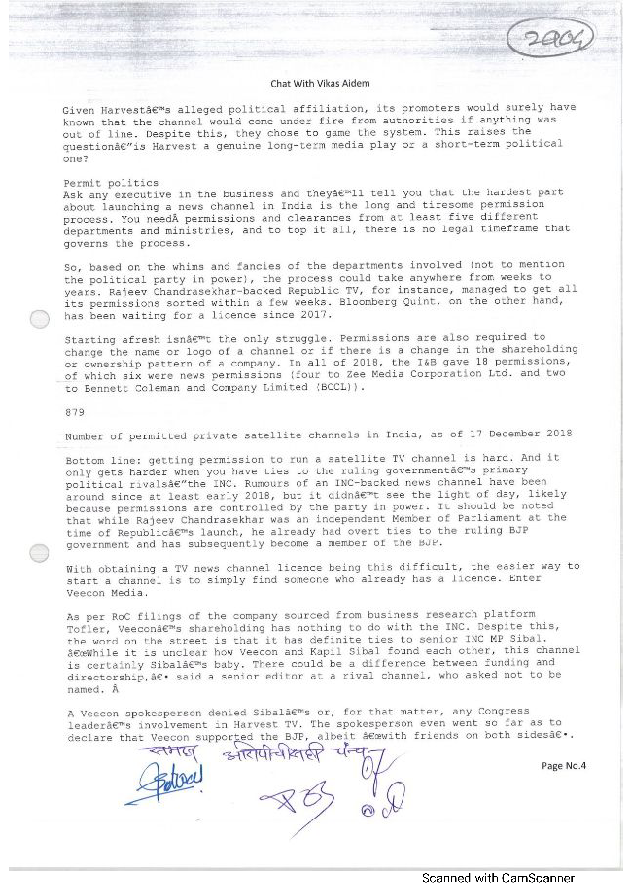 2904
Chat With Vikas Aidem
Given Harvestâ€™s alleged political affiliation, its promoters would surely have
known that the channel would come under fire from authorities if anything was
out of line. Despite this, they chose to game the system. This raises the
questionâ€”is Harvest a genuine long-term media play or a short-term political
one?
Permit politics
Ask any executive in the business and theyâ€™ll tell you that the hardest part
about launching a news channel in India is the long and tiresome permission
process. You needÂ permissions and clearances from at least five different
departments and ministries, and to top it all, there is no legal timeframe that
governs the process.
So, based on the whims and fancies of the departments involved (not to mention
the political party in power), the process could take anywhere from weeks to
years. Rajeev Chandrasekhar-backed Republic TV, for instance, managed to get all
its permissions sorted within a few weeks. Bloomberg Quint, on the other hand,
has been waiting for a licence since 2017.
Starting afresh isnâ€™t the only struggle. Permissions are also required to
change the name or logo of a channel or if there is a change in the shareholding
or ownership pattern of a company. In all of 2018, the I&B gave 18 permissions,
of which six were news permissions (four to Zee Media Corporation Ltd. and two
to Bennett Coleman and Company Limited (BCCL)).
879
Number of permitted private satellite channels in India, as of 17 December 2018
Bottom line: getting permission to run a satellite TV channel is hard. And it
only gets harder when you have ties to the ruling governmentâ€™s primary
political rivalsâ€”the INC. Rumours of an INC-backed news channel have been
around since at least early 2018, but it didnâ€™t see the light of day, likely
because permissions are controlled by the party in power. It should be noted
that while Rajeev Chandrasekhar was an independent Member of Parliament at the
time of Republicâ€™s launch, he already had overt ties to the ruling BJP
government and has subsequently become a member of the BJP.
With obtaining a TV news channel licence being this difficult, the easier way to
start a channel is to simply find someone who already has a licence. Enter
Veecon Media.
As per RoC filings of the company sourced from business research platform
Tofler, Veeconâ€™s shareholding has nothing to do with the INC. Despite this,
the word on the street is that it has definite ties to senior INC MP Sibal.
â€œWhile it is unclear how Veecon and Kapil Sibal found each other, this channel
is certainly Sibalâ€™s baby. There could be a difference between funding and
directorship,â€• said a senior editor at a rival channel, who asked not to be
named. Â
A Veecon spokesperson denied Sibalâ€™s or, for that matter, any Congress
leaderâ€™s involvement in Harvest TV. The spokesperson even went so far as to
declare that Veecon supported the BJP, albeit â€œwith friends on both sidesâ€•.
समक्ष आरोपीची सही पंच
Page No.4
Scanned with CamScanner